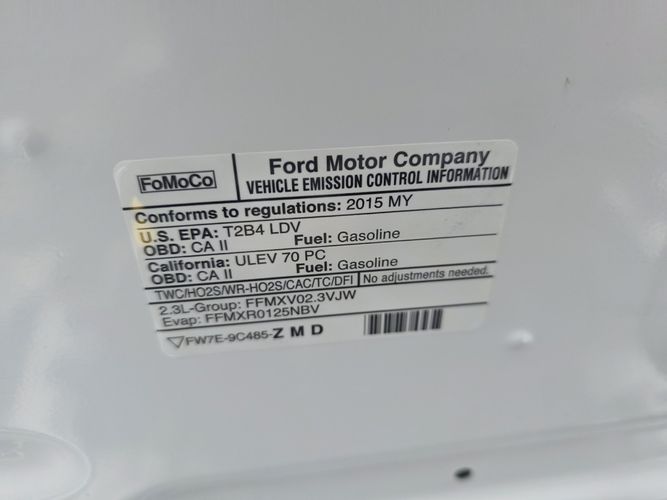 FoMoCo
Ford Motor Company
VEHICLE EMISSION CONTROL INFORMATION
Conforms to regulations: 2015 MY
U.S. EPA: T2B4 LDV
OBD: CA II Fuel: Gasoline
California: ULEV 70 PC
OBD: CA II Fuel: Gasoline
TWC/HO2S/WR-HO2S/CAC/TC/DFI No adjustments needed.
2.3L-Group: FFMXV02.3VJW
Evap: FFMXR0125NBV
FW7E-9C485-Z M D